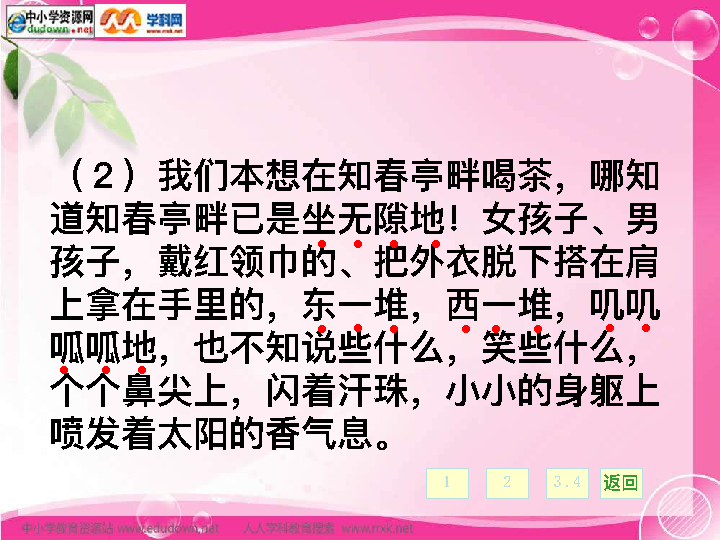 中小学资源网
dudown.net
学科网
www.nxk.net
（2）我们本想在知春亭畔喝茶，哪知
道知春亭畔已是坐无隙地！女孩子、男
孩子，戴红领巾的、把外衣脱下搭在肩
上拿在手里的，东一堆，西一堆，叽叽
呱呱地，也不知说些什么，笑些什么，
个个鼻尖上，闪着汗珠，小小的身躯上
喷发着太阳的香气息。
1 2 3.4 返回
中小学教育资源站 www.edudown.net 人人学科教育搜索 www.nxk.net